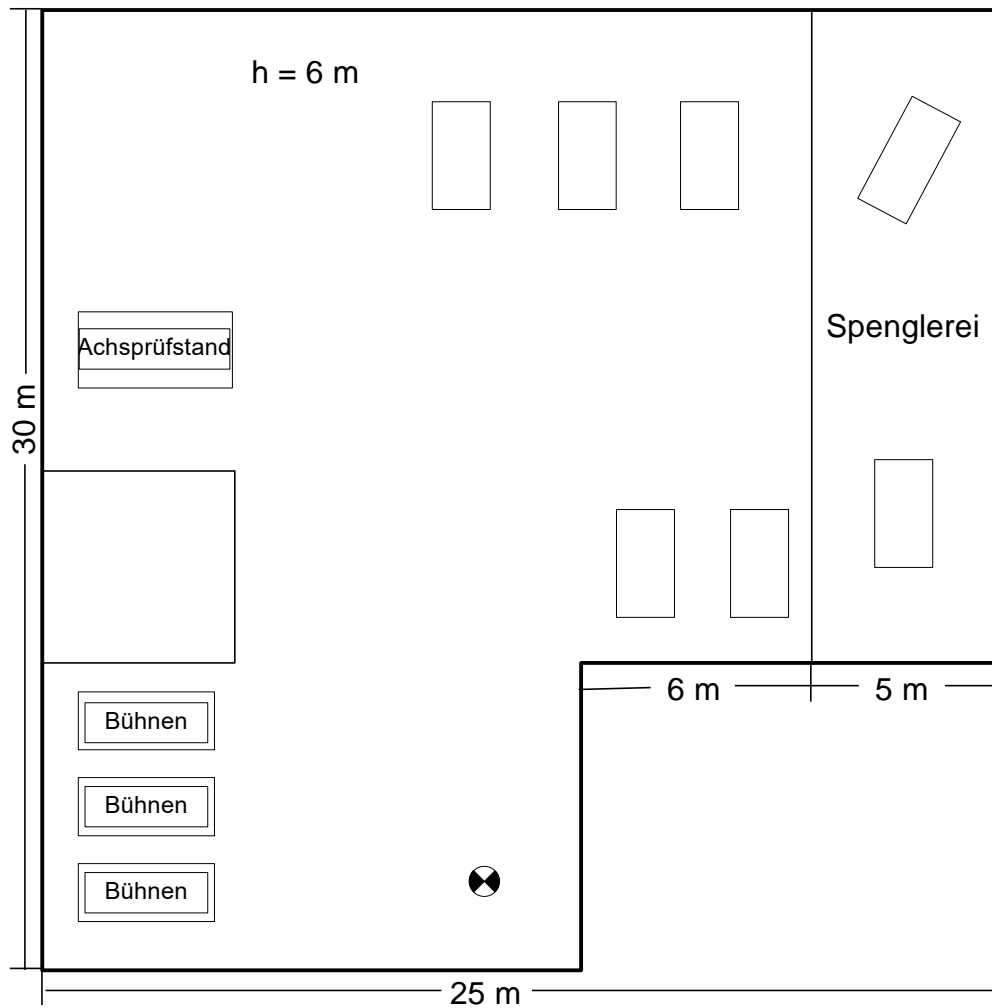 h = 6 m
Spenglerei
Achsprüfstand
30 m
6 m
5 m
Bühnen
Bühnen
Bühnen
25 m